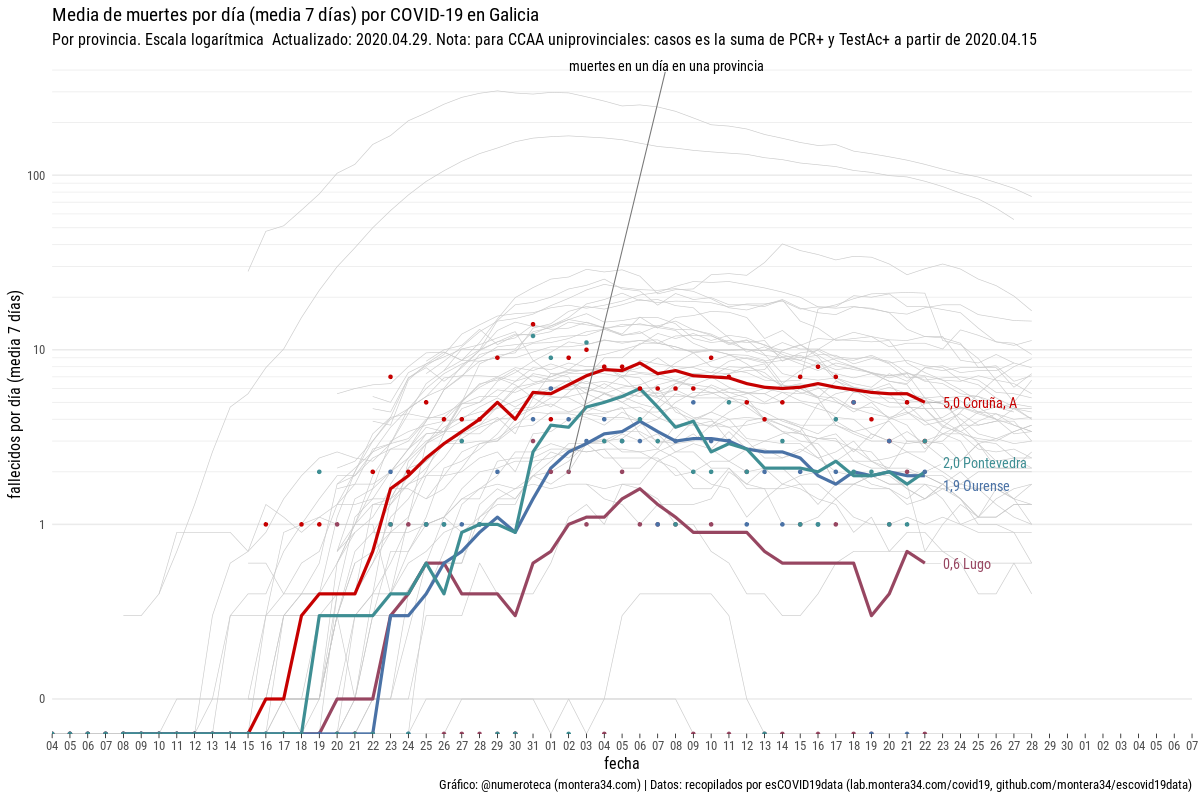 Media de muertes por día (media 7 días) por COVID-19 en Galicia
Por provincia. Escala logarítmica  Actualizado: 2020.04.29. Nota: para CCAA uniprovinciales: casos es la suma de PCR+ y TestAc+ a partir de 2020.04.15
muertes en un día en una provincia
fallecidos por día (media  7 días)
100
10
1
0
5,0 Coruña, A
2,0 Pontevedra
1,9 Ourense
0,6 Lugo
04 05 06 07 08 09 10 11 12 13 14 15 16 17 18 19 20 21 22 23 24 25 26 27 28 29 30 31 01 02 03 04 05 06 07 08 09 10 11 12 13 14 15 16 17 18 19 20 21 22 23 24 25 26 27 28 29 30 01 02 03 04 05 06 07
fecha
Gráfico: @numeroteca (montera34.com) | Datos: recopilados por esCOVID19data (lab.montera34.com/covid19, github.com/montera34/escovid19data)